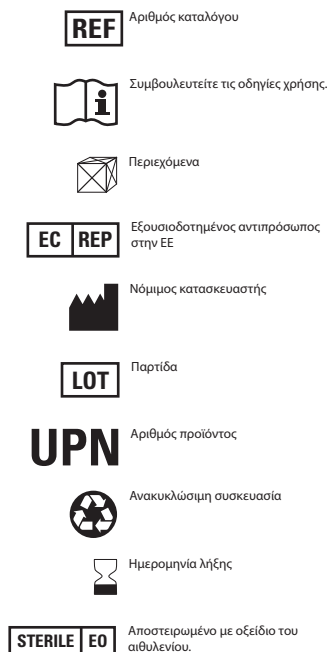 REF Αριθμός καταλόγου
Συμβουλευτείτε τις οδηγίες χρήσης.
Περιεχόμενα
EC REP Εξουσιοδοτημένος αντιπρόσωπος
στην ΕΕ
Νόμιμος κατασκευαστής
LOT Παρτίδα
UPN Αριθμός προϊόντος
Ανακυκλώσιμη συσκευασία
Ημερομηνία λήξης
STERILE EO Αποστειρωμένο με οξείδιο του
αιθυλενίου.